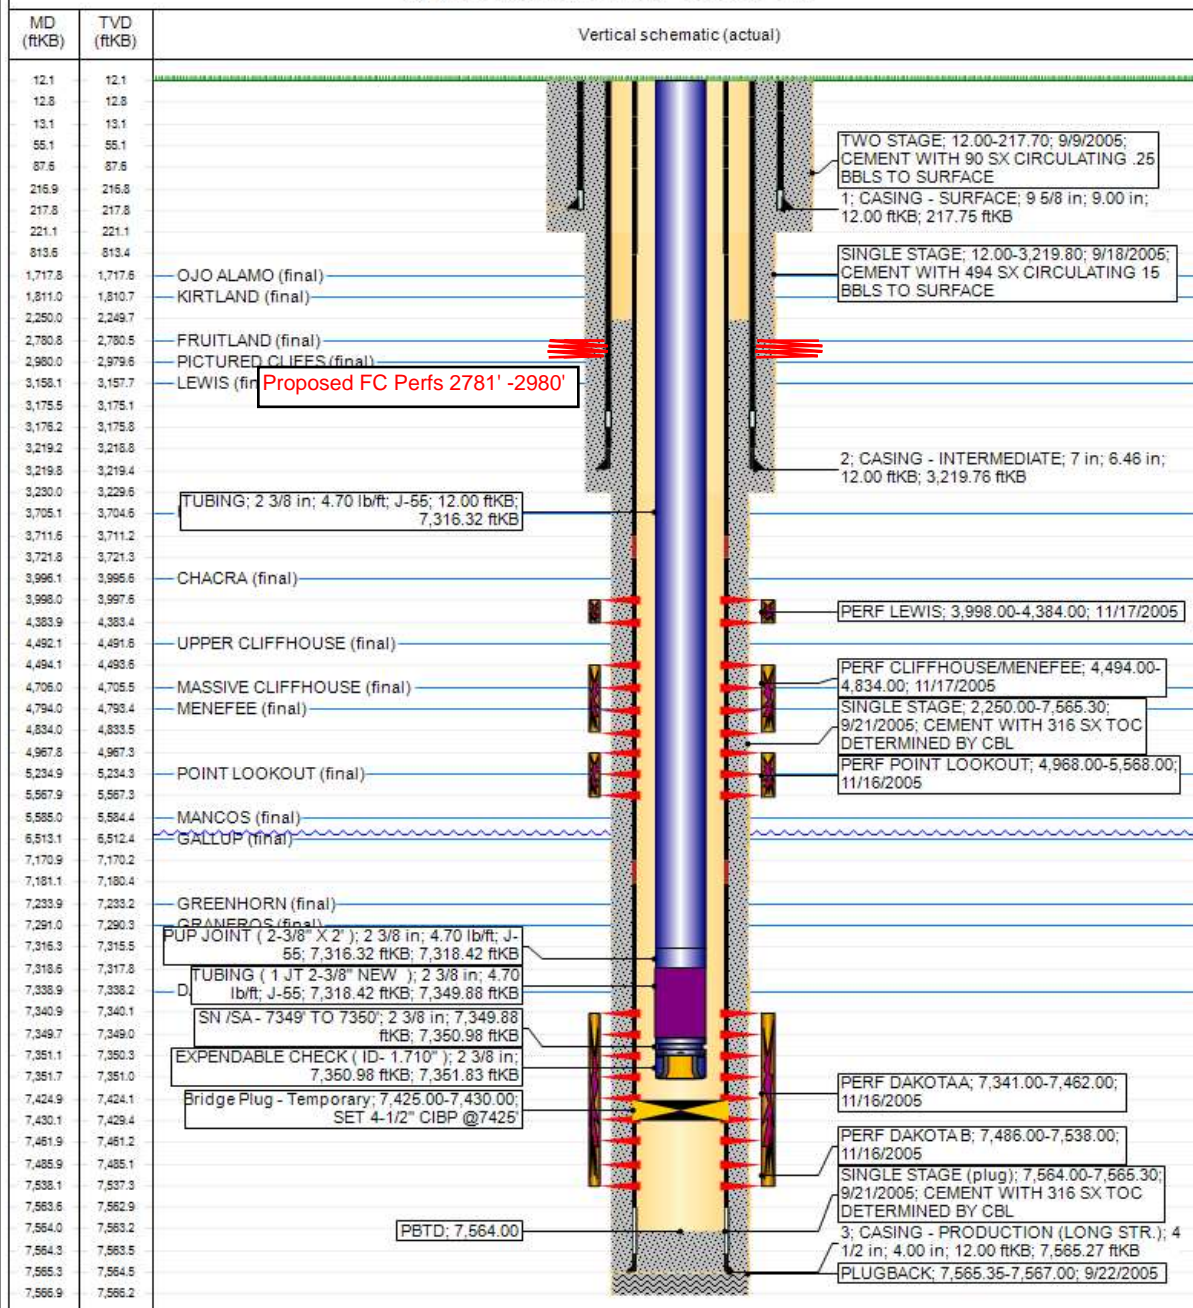 MD
(ftKB)
TVD
(ftKB)
Vertical schematic (actual)
12.1 12.1
12.8 12.8
13.1 13.1
55.1 55.1
87.6 87.6
216.9 216.8
217.8 217.8
221.1 221.1
813.6 813.4
1,717.8 1,717.6
1,811.0 1,810.7
2,250.0 2,249.7
2,780.8 2,780.5
2,980.0 2,979.6
3,158.1 3,157.7
3,175.5 3,175.1
3,176.2 3,175.8
3,219.2 3,218.8
3,219.8 3,219.4
3,230.0 3,229.6
3,705.1 3,704.6
3,711.6 3,711.2
3,721.8 3,721.3
3,996.1 3,995.6
3,998.0 3,997.6
4,383.9 4,383.4
4,492.1 4,491.6
4,494.1 4,493.6
4,706.0 4,705.5
4,794.0 4,793.4
4,834.0 4,833.5
4,967.8 4,967.3
5,234.9 5,234.3
5,567.9 5,567.3
5,585.0 5,584.4
6,513.1 6,512.4
7,170.9 7,170.2
7,181.1 7,180.4
7,233.9 7,233.2
7,291.0 7,290.3
7,316.3 7,315.5
7,318.6 7,317.8
7,338.9 7,338.2
7,340.9 7,340.1
7,349.7 7,349.0
7,351.1 7,350.3
7,351.7 7,351.0
7,424.9 7,424.1
7,430.1 7,429.4
7,461.9 7,461.2
7,485.9 7,485.1
7,538.1 7,537.3
7,563.6 7,562.9
7,564.0 7,563.2
7,564.3 7,563.5
7,565.3 7,564.5
7,566.9 7,566.2
OJO ALAMO (final)
KIRTLAND (final)
FRUITLAND (final)
PICTURED CLIFFS (final)
LEWIS (fin
Proposed FC Perfs 2781' -2980'
TUBING; 2 3/8 in; 4.70 lb/ft; J-55; 12.00 ftKB;
7,316.32 ftKB
CHACRA (final)
UPPER CLIFFHOUSE (final)
MASSIVE CLIFFHOUSE (final)
MENEFEE (final)
POINT LOOKOUT (final)
MANCOS (final)
GALLUP (final)
GREENHORN (final)
GRANEROS (final)
PUP JOINT ( 2-3/8" X 2' ); 2 3/8 in; 4.70 lb/ft; J-
55; 7,316.32 ftKB; 7,318.42 ftKB
TUBING ( 1 JT 2-3/8" NEW ); 2 3/8 in; 4.70
lb/ft; J-55; 7,318.42 ftKB; 7,349.88 ftKB
D
SN /SA - 7349' TO 7350'; 2 3/8 in; 7,349.88
ftKB; 7,350.98 ftKB
EXPENDABLE CHECK ( ID- 1.710" ); 2 3/8 in;
7,350.98 ftKB; 7,351.83 ftKB
Bridge Plug - Temporary; 7,425.00-7,430.00;
SET 4-1/2" CIBP @7425'
PBTD; 7,564.00
TWO STAGE; 12.00-217.70; 9/9/2005;
CEMENT WITH 90 SX CIRCULATING .25
BBLS TO SURFACE
1; CASING - SURFACE; 9 5/8 in; 9.00 in;
12.00 ftKB; 217.75 ftKB
SINGLE STAGE; 12.00-3,219.80; 9/18/2005;
CEMENT WITH 494 SX CIRCULATING 15
BBLS TO SURFACE
2; CASING - INTERMEDIATE; 7 in; 6.46 in;
12.00 ftKB; 3,219.76 ftKB
PERF LEWIS; 3,998.00-4,384.00; 11/17/2005
PERF CLIFFHOUSE/MENEFEE; 4,494.00-
4,834.00; 11/17/2005
SINGLE STAGE; 2,250.00-7,565.30;
9/21/2005; CEMENT WITH 316 SX TOC
DETERMINED BY CBL
PERF POINT LOOKOUT; 4,968.00-5,568.00;
11/16/2005
PERF DAKOTA A; 7,341.00-7,462.00;
11/16/2005
PERF DAKOTA B; 7,486.00-7,538.00;
11/16/2005
SINGLE STAGE (plug); 7,564.00-7,565.30;
9/21/2005; CEMENT WITH 316 SX TOC
DETERMINED BY CBL
3; CASING - PRODUCTION (LONG STR.); 4
1/2 in; 4.00 in; 12.00 ftKB; 7,565.27 ftKB
PLUGBACK; 7,565.35-7,567.00; 9/22/2005